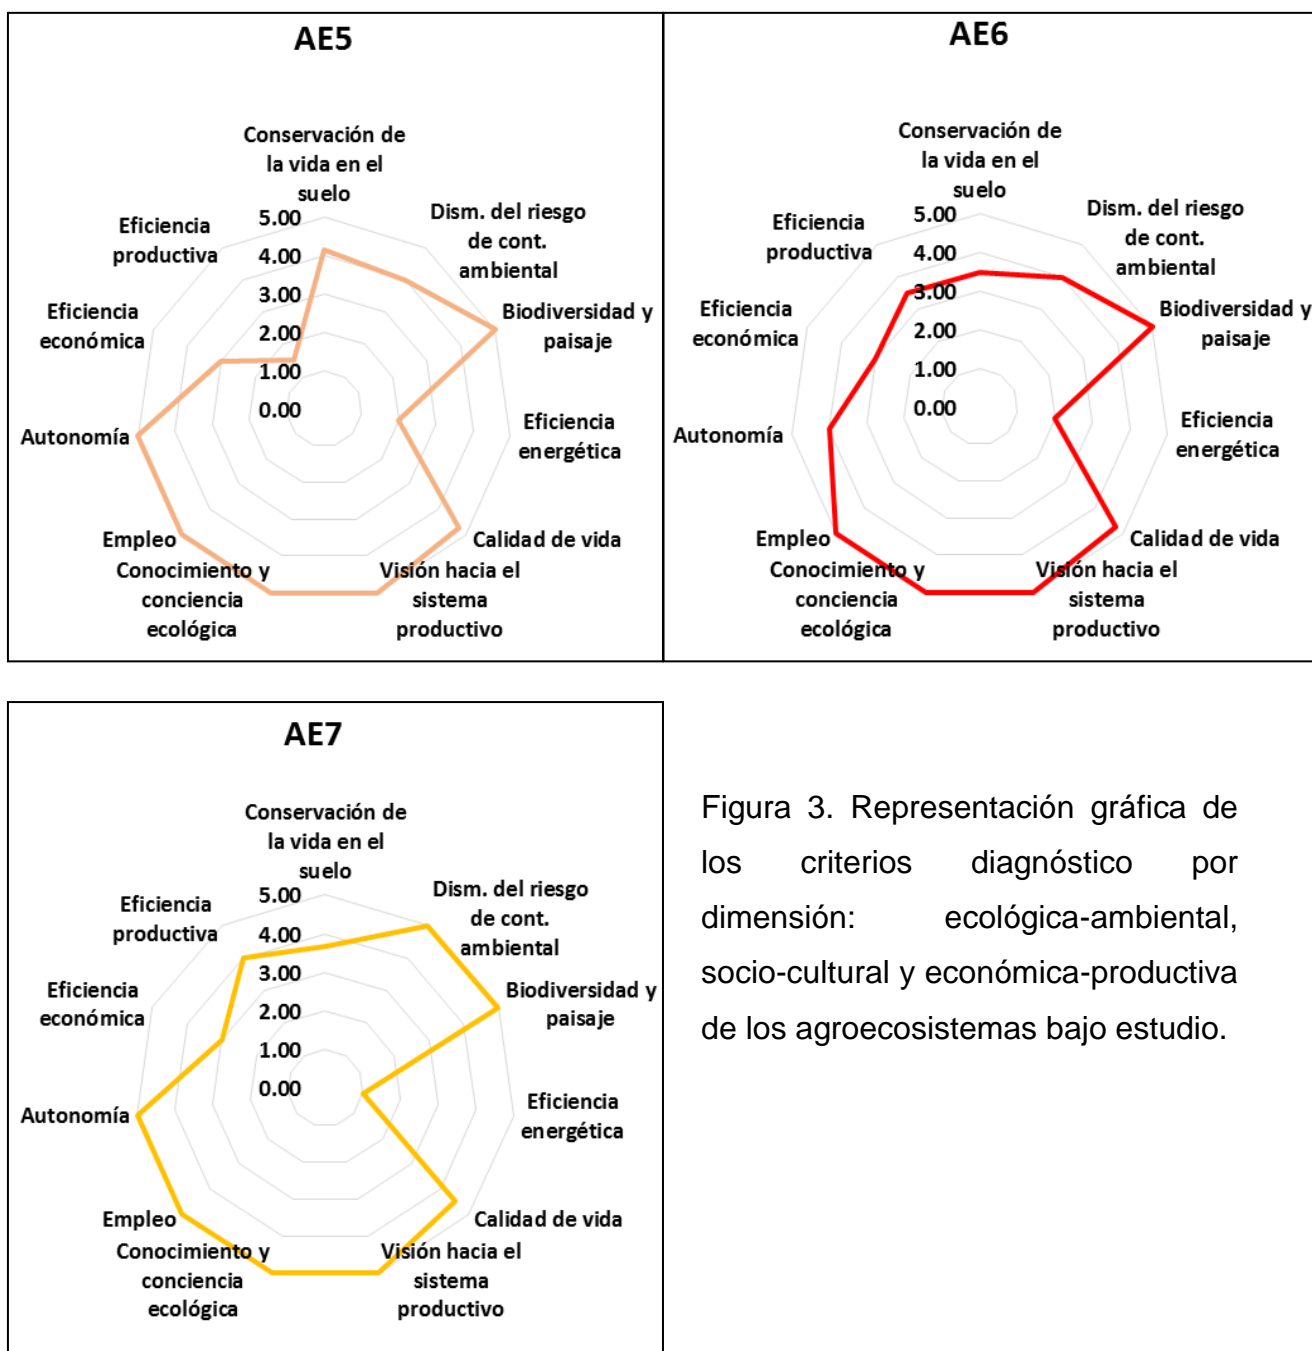 AE5
Conservación de
la vida en el
suelo
Dism. del riesgo
de cont.
ambiental
Biodiversidad y
paisaje
Eficiencia
energética
Calidad de vida
Visión hacia el
sistema
productivo
Conocimiento y
conciencia
ecológica
Empleo
Autonomía
Eficiencia
económica
Eficiencia
productiva
5.00
4.00
3.00
2.00
1.00
0.00
AE6
Conservación de
la vida en el
suelo
Dism. del riesgo
de cont.
ambiental
Biodiversidad y
paisaje
Eficiencia
energética
Calidad de vida
Visión hacia el
sistema
productivo
Conocimiento y
conciencia
ecológica
Empleo
Autonomía
Eficiencia
económica
Eficiencia
productiva
5.00
4.00
3.00
2.00
1.00
0.00
AE7
Conservación de
la vida en el
suelo
Dism. del riesgo
de cont.
ambiental
Biodiversidad y
paisaje
Eficiencia
energética
Calidad de vida
Visión hacia el
sistema
productivo
Conocimiento y
conciencia
ecológica
Empleo
Autonomía
Eficiencia
económica
Eficiencia
productiva
5.00
4.00
3.00
2.00
1.00
0.00
Figura 3. Representación gráfica de
los criterios diagnóstico por
dimensión: ecológica-ambiental,
socio-cultural y económica-productiva
de los agroecosistemas bajo estudio.